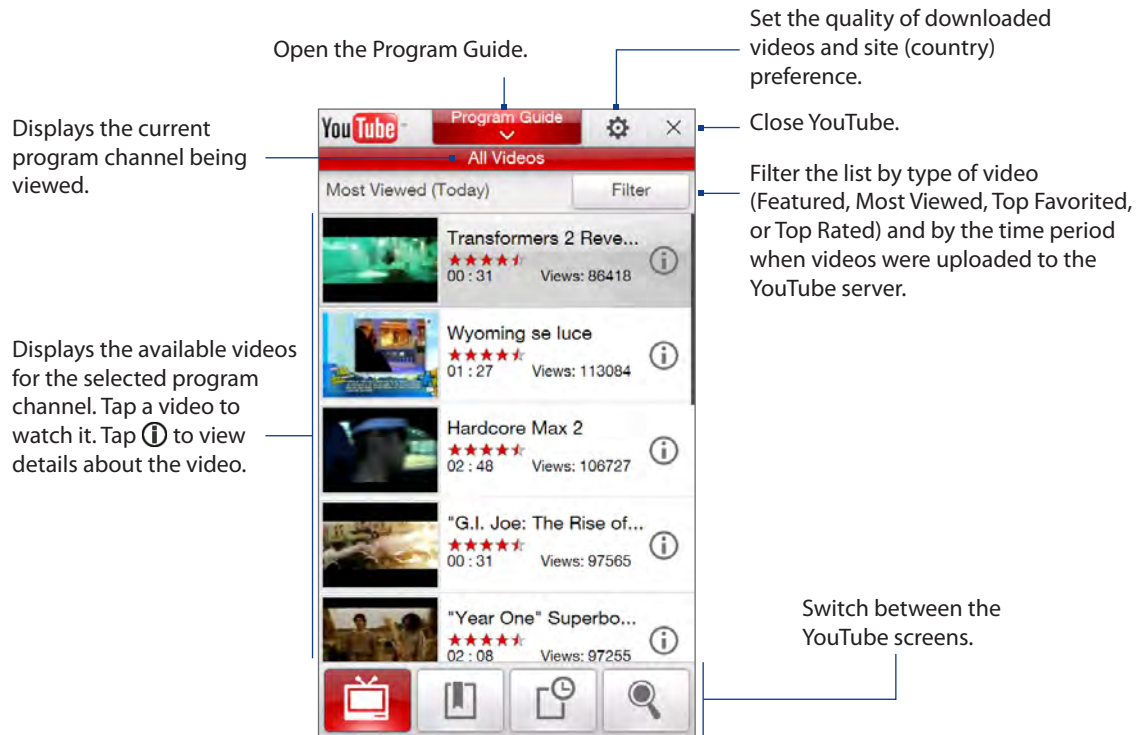 Set the quality of downloaded
videos and site (country)
preference.
Open the Program Guide.
Displays the current
program channel being
viewed.
Close YouTube.
Filter the list by type of video
(Featured, Most Viewed, Top Favorited,
or Top Rated) and by the time period
when videos were uploaded to the
YouTube server.
Displays the available videos
for the selected program
channel. Tap a video to
watch it. Tap ⓘ to view
details about the video.
Switch between the
YouTube screens.
YouTube™
Program Guide
All Videos
Most Viewed (Today)
Filter
Transformers 2 Reve...
00 : 31 Views: 86418
Wyoming se luce
01 : 27 Views: 113084
Hardcore Max 2
02 : 48 Views: 106727
"G.I. Joe: The Rise of...
00 : 31 Views: 97565
"Year One" Superbo...
02 : 08 Views: 97255